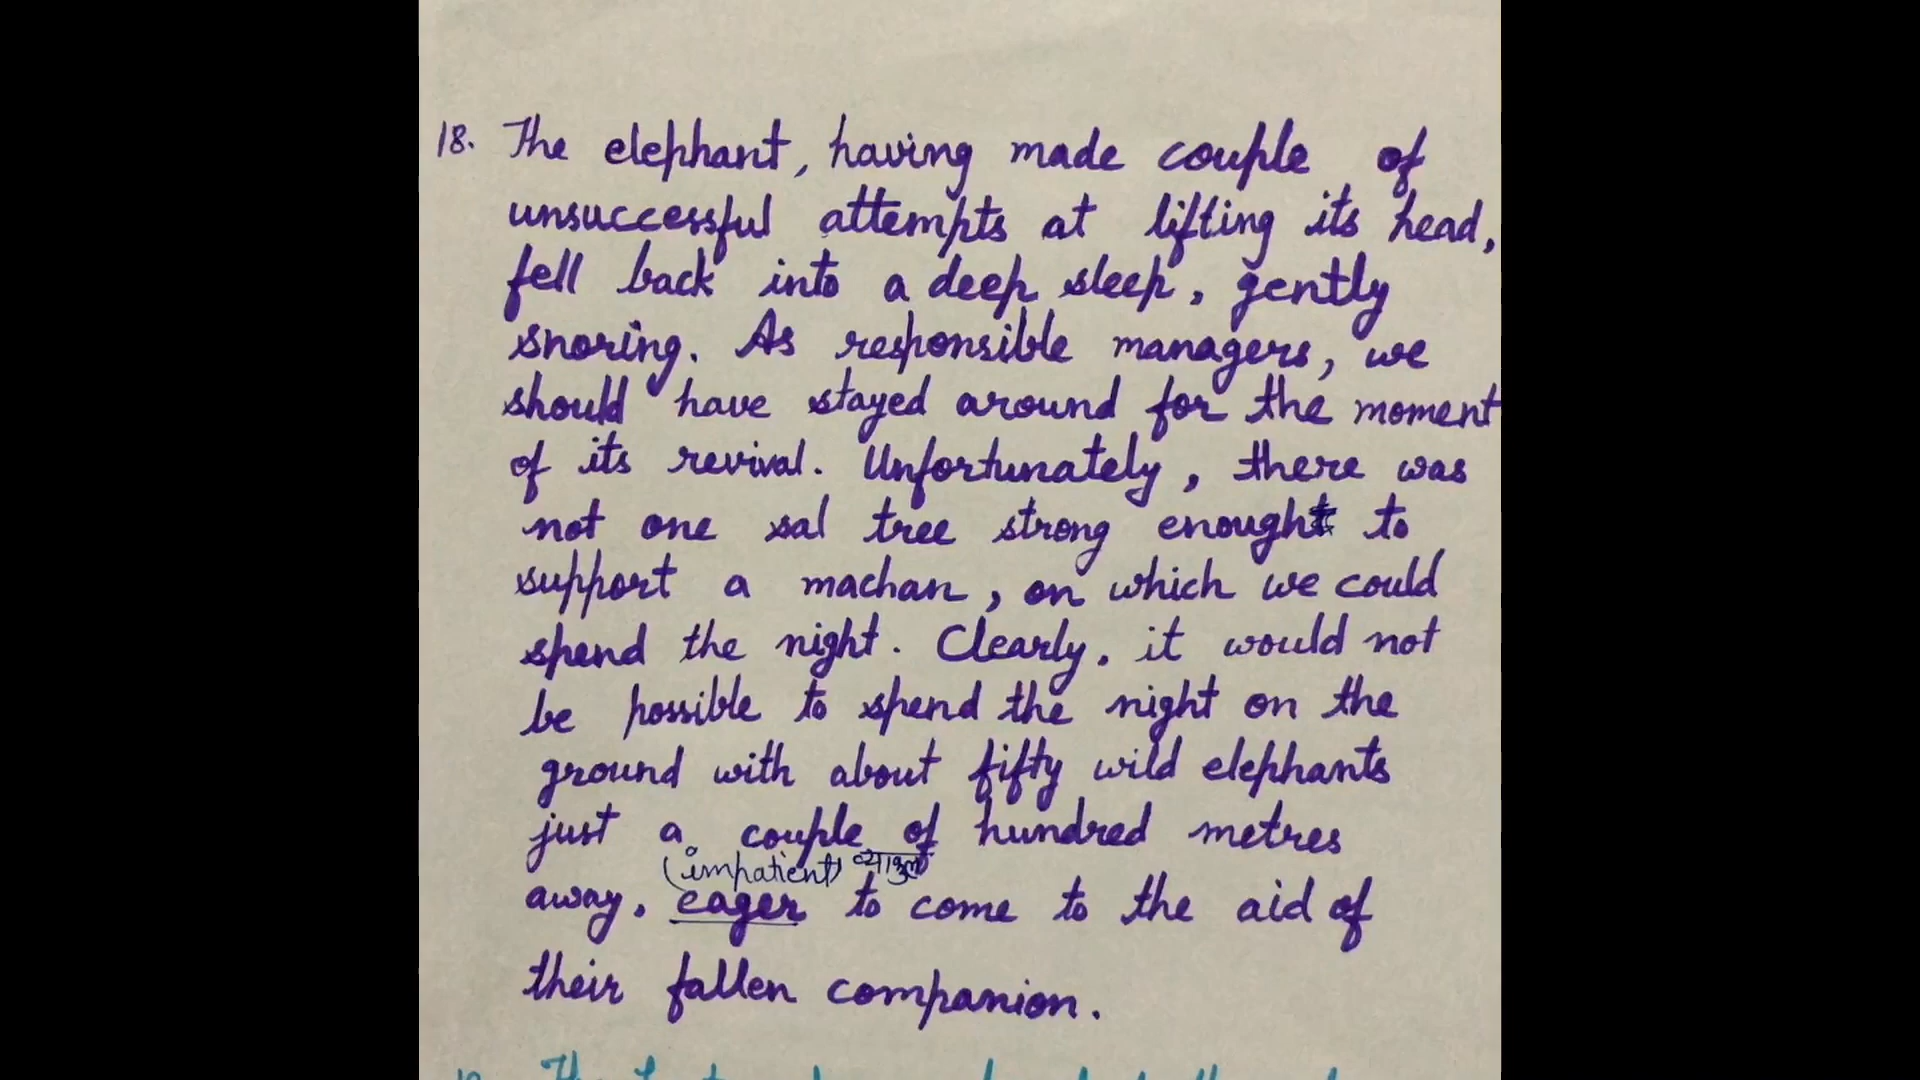 18. The elephant, having made couple of
unsuccessful attempts at lifting its head,
fell back into a deep sleep, gently
snoring. As responsible managers, we
should have stayed around for the moment
of its revival. Unfortunately, there was
not one sal tree strong enough to
support a machan, on which we could
spend the night. Clearly, it would not
be possible to spend the night on the
ground with about fifty wild elephants
just a couple of hundred metres
(impatient) व्याकुल
away, eager to come to the aid of
their fallen companion.